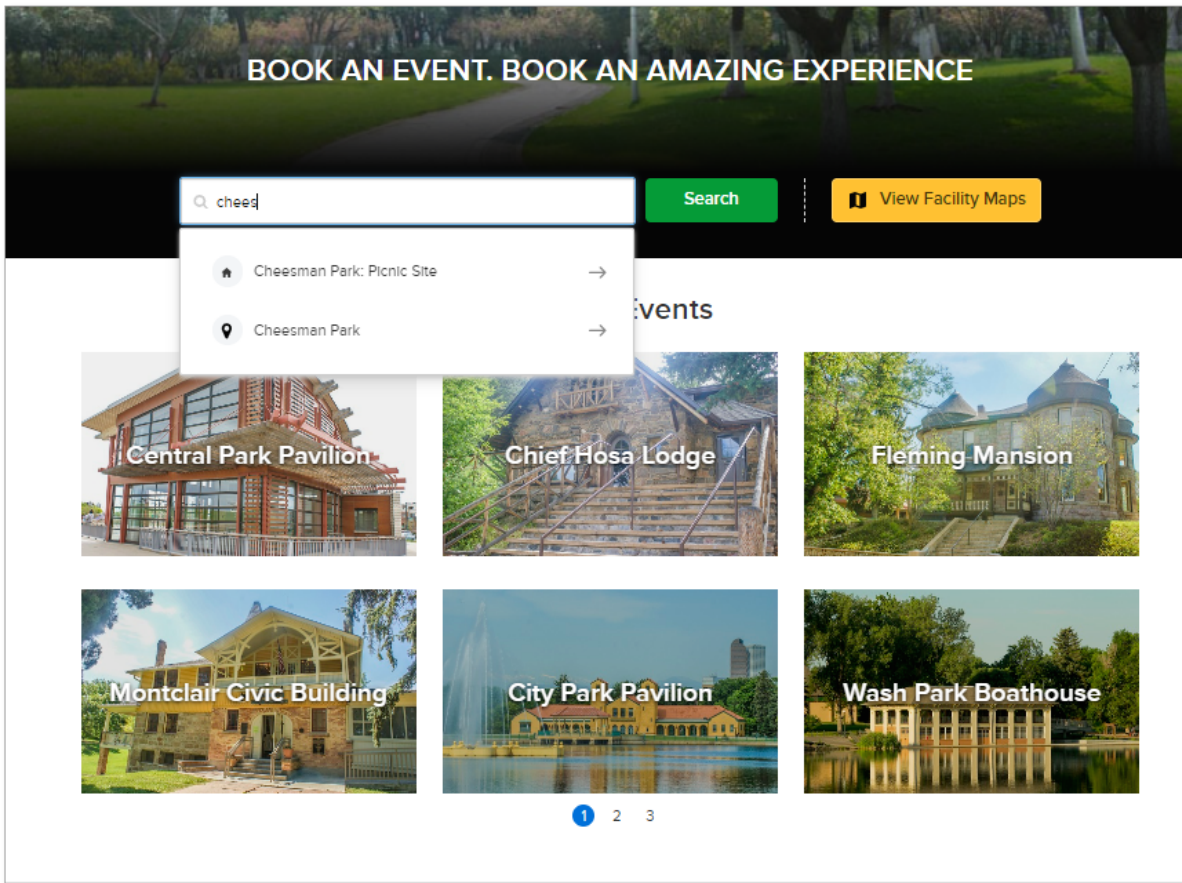 BOOK AN EVENT. BOOK AN AMAZING EXPERIENCE
chees
Search
View Facility Maps
Cheesman Park: Picnic Site
Cheesman Park
Events
Central Park Pavilion
Chief Hosa Lodge
Fleming Mansion
Montclair Civic Building
City Park Pavilion
Wash Park Boathouse
1 2 3